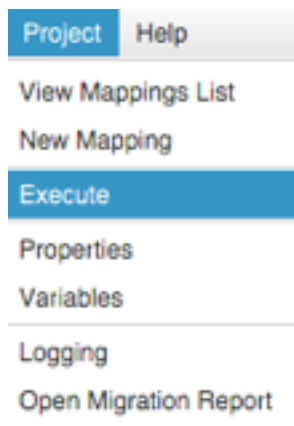 Project Help
View Mappings List
New Mapping
Execute
Properties
Variables
Logging
Open Migration Report